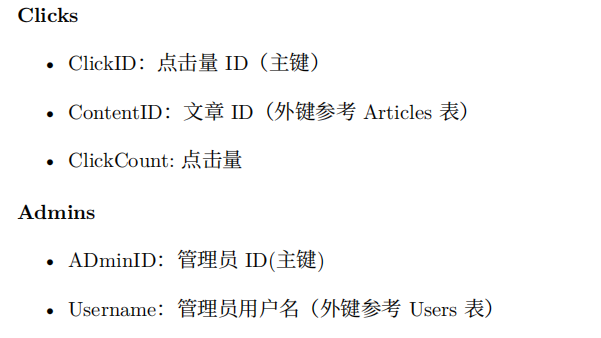 Clicks
• ClickID：点击量 ID（主键）
• ContentID：文章 ID（外键参考 Articles 表）
• ClickCount: 点击量
Admins
• ADminID：管理员 ID(主键)
• Username：管理员用户名（外键参考 Users 表）